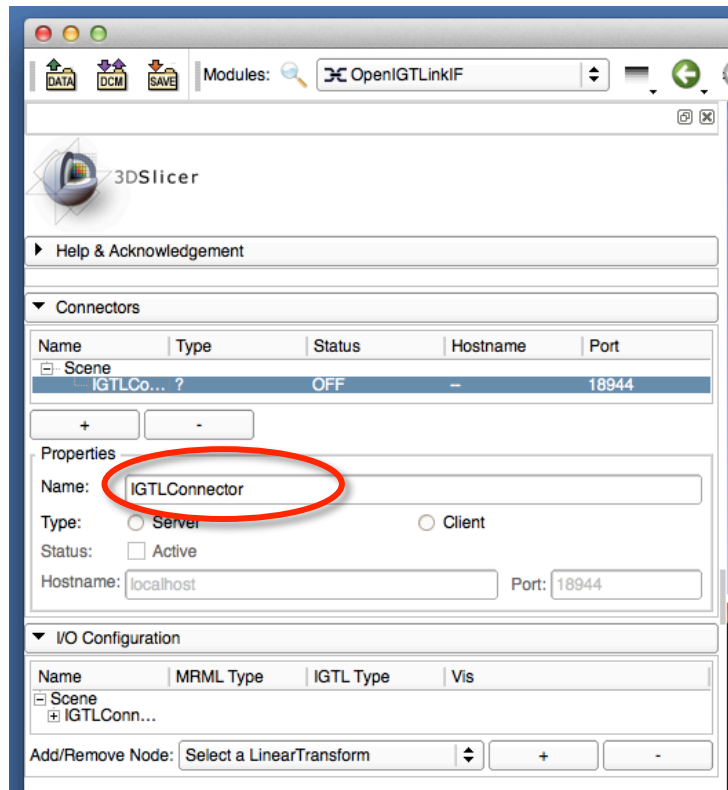 DATA DCM SAVE Modules: OpenIGTLinkIF
3DSlicer
Help & Acknowledgement
Connectors
Name Type Status Hostname Port
Scene
IGTLCo... ? OFF -- 18944
+ -
Properties
Name: IGTLConnector
Type: Server Client
Status: Active
Hostname: localhost Port: 18944
I/O Configuration
Name MRML Type IGTL Type Vis
Scene
IGTLConn...
Add/Remove Node: Select a LinearTransform + -